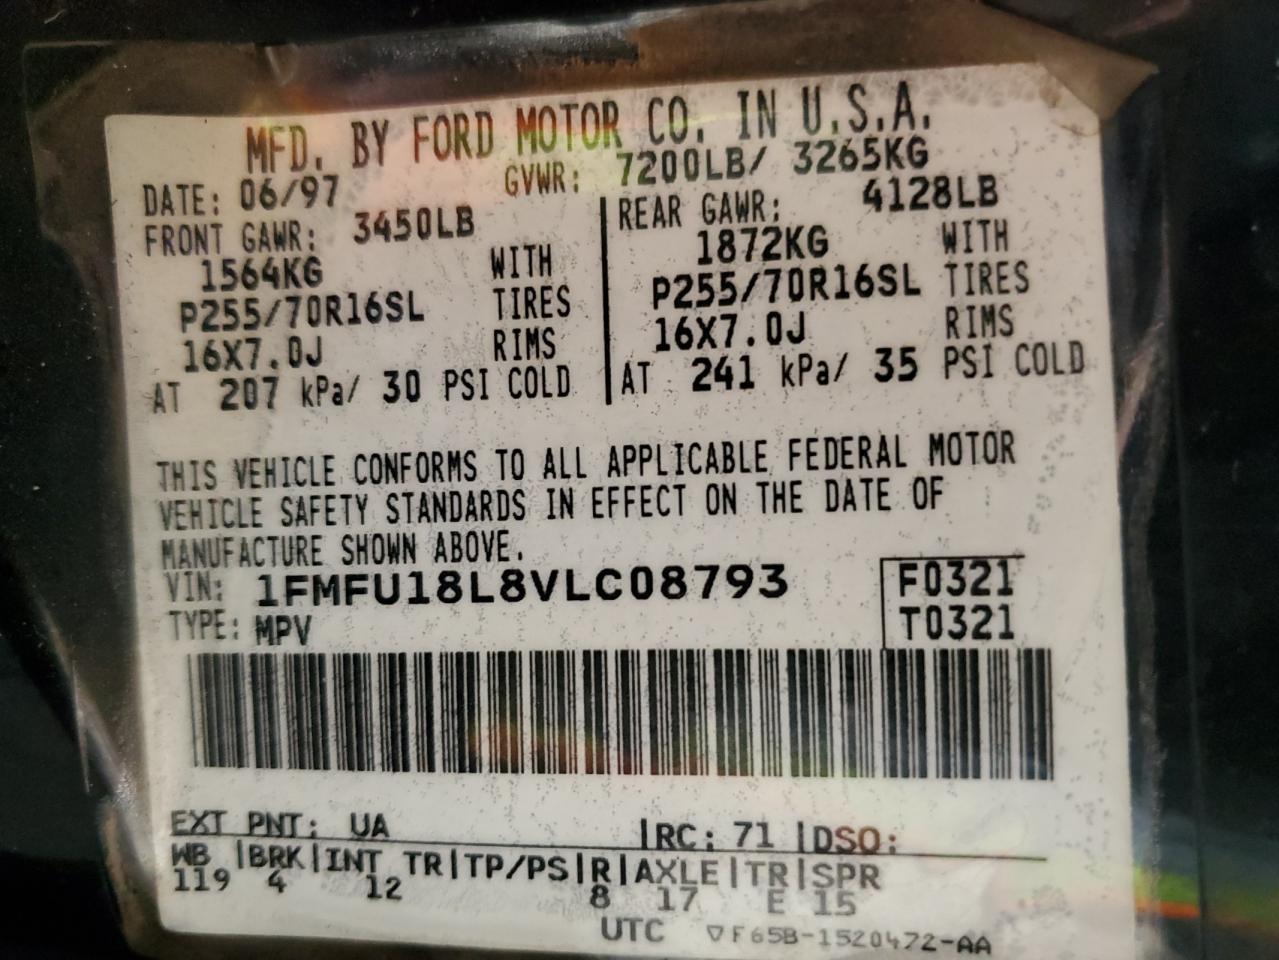 MFD. BY FORD MOTOR CO. IN U.S.A.
DATE: 06/97 GVWR: 7200LB/ 3265KG
FRONT GAWR: 3450LB REAR GAWR: 4128LB
1564KG WITH 1872KG WITH
P255/70R16SL TIRES P255/70R16SL TIRES
16X7.0J RIMS 16X7.0J RIMS
AT 207 kPa/ 30 PSI COLD AT 241 kPa/ 35 PSI COLD
THIS VEHICLE CONFORMS TO ALL APPLICABLE FEDERAL MOTOR
VEHICLE SAFETY STANDARDS IN EFFECT ON THE DATE OF
MANUFACTURE SHOWN ABOVE.
VIN: 1FMFU18L8VLC08793 F0321
TYPE: MPV T0321
EXT PNT: UA |RC: 71 |DSO:
WB |BRK|INT TR|TP/PS|R|AXLE|TR|SPR
119 4 12 8 17 E 15
UTC ▽F65B-1520472-AA